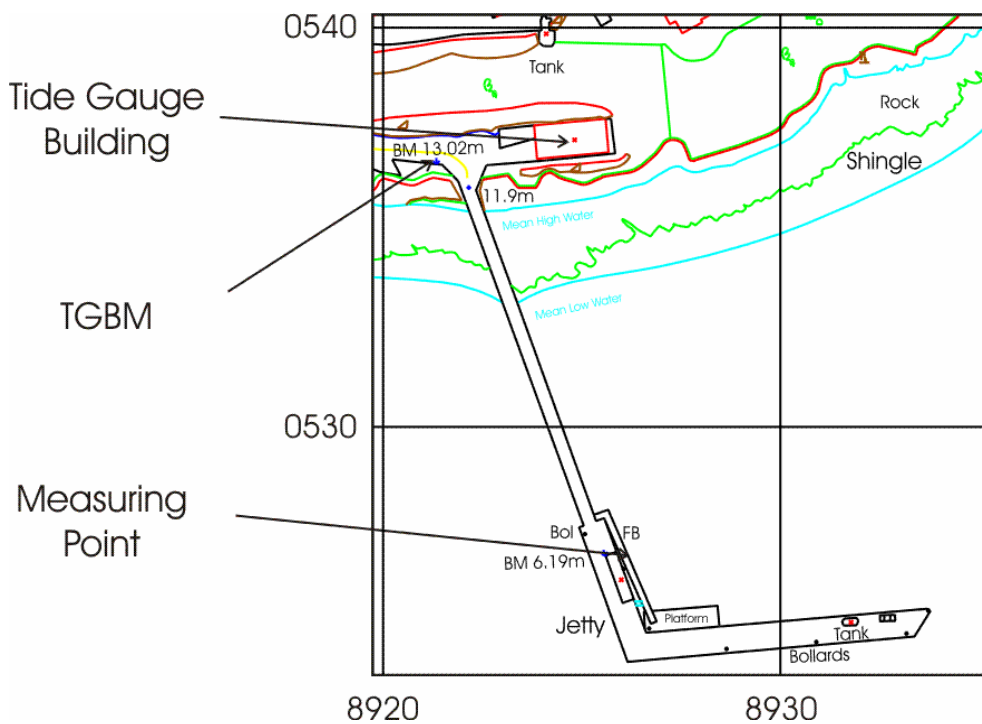 0540
Tank
Tide Gauge
Building
Rock
BM 13.02m
Shingle
11.9m
Mean High Water
TGBM
Mean Low Water
0530
Measuring
Point
Bol
FB
BM 6.19m
Jetty
Platform
Tank
Bollards
8920
8930